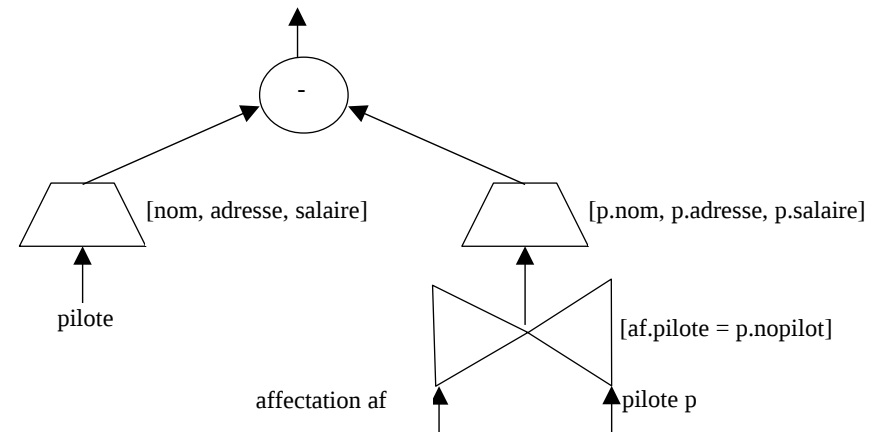 -
[nom, adresse, salaire]
[p.nom, p.adresse, p.salaire]
pilote
[af.pilote = p.nopilot]
affectation af
pilote p